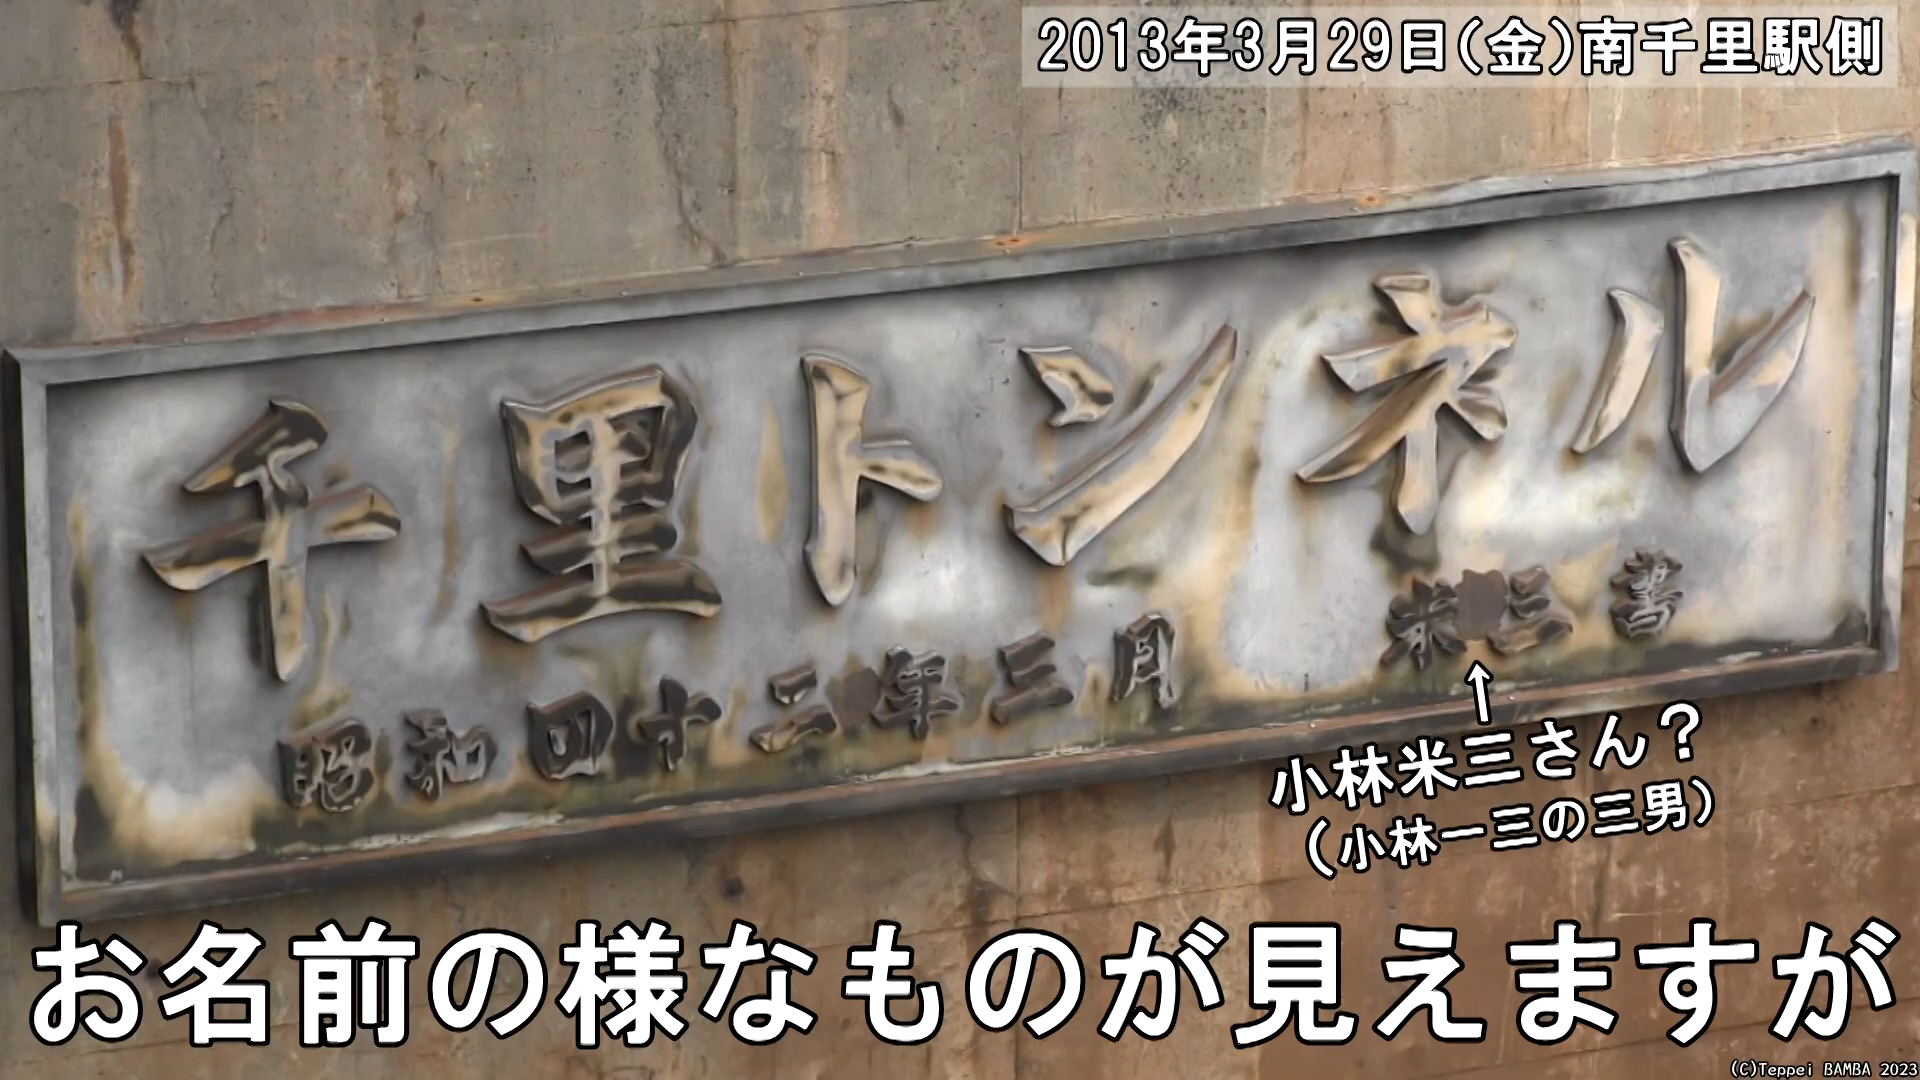 2013年3月29日(金)南千里駅側
千里トンネル
昭和四十二年三月 米三書
↑
小林米三さん?
(小林一三の三男)
お名前の様なものが見えますが
(C)Teppei BAMBA 2023